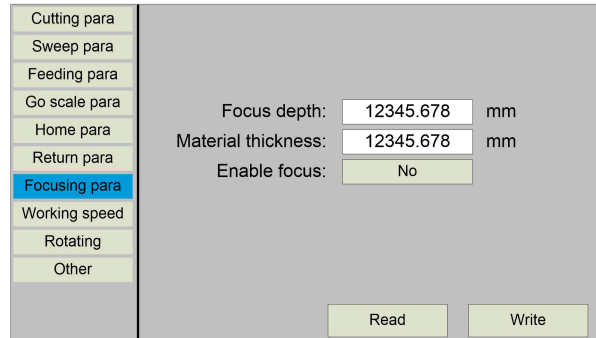 Cutting para
Sweep para
Feeding para
Go scale para
Home para
Return para
Focusing para
Working speed
Rotating
Other
Focus depth: 12345.678 mm
Material thickness: 12345.678 mm
Enable focus: No
Read Write